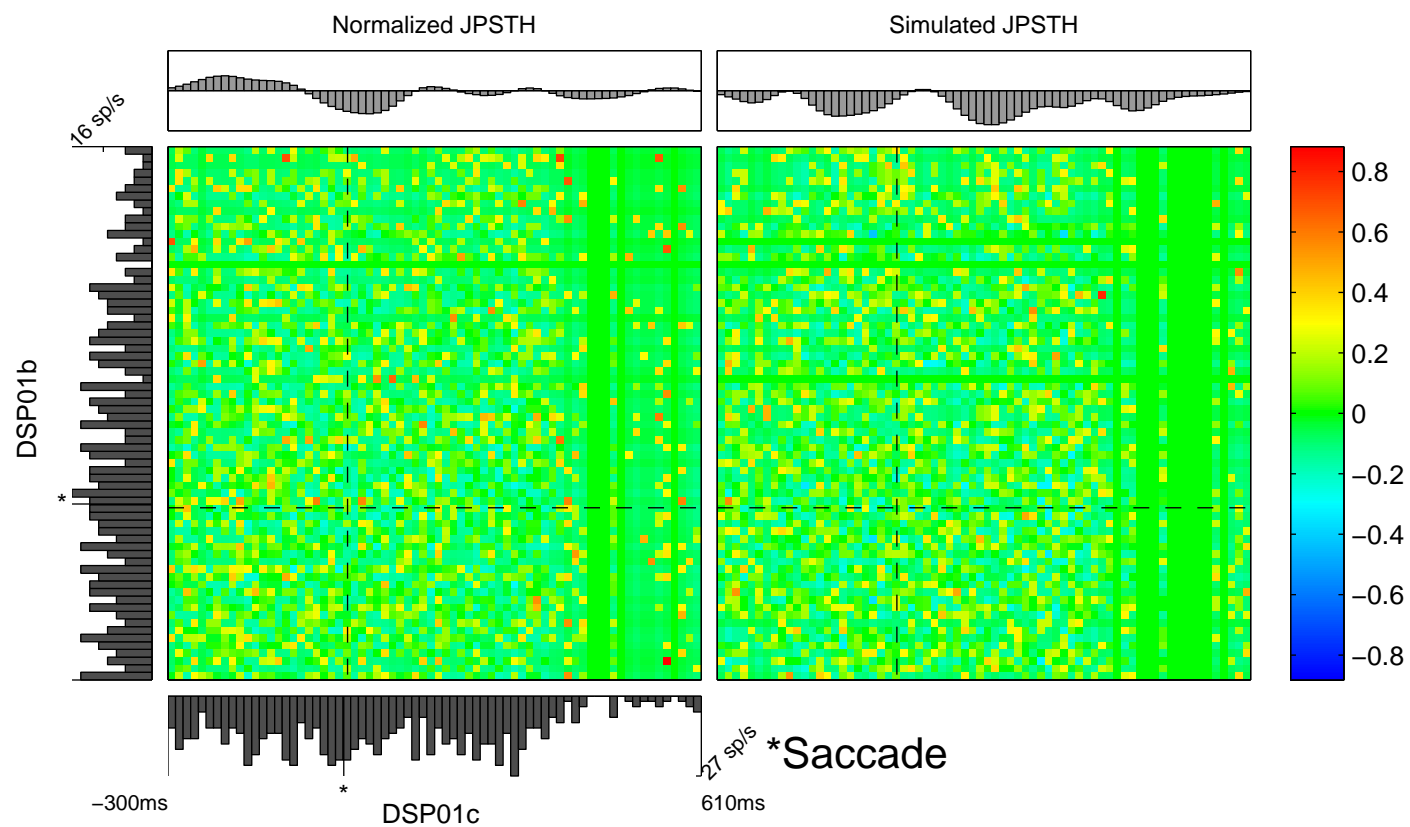 Normalized JPSTH
Simulated JPSTH
16 sp/s
DSP01b
*
0.8
0.6
0.4
0.2
0
−0.2
−0.4
−0.6
−0.8
27 sp/s
*Saccade
*
−300ms
DSP01c
610ms